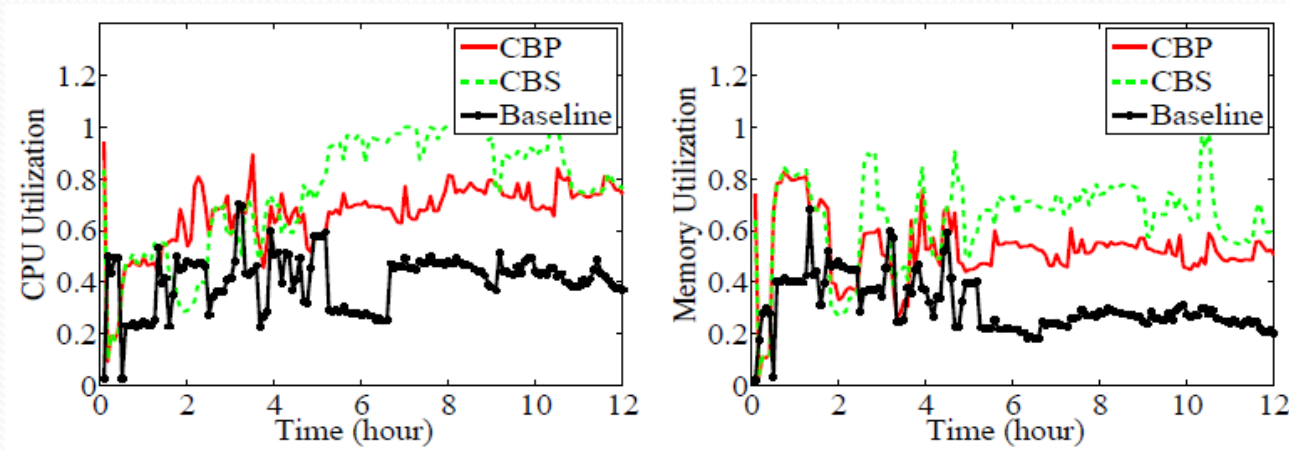 CPU Utilization
1.2
1
0.8
0.6
0.4
0.2
0
0 2 4 6 8 10 12
Time (hour)
CBP
CBS
Baseline
Memory Utilization
1.2
1
0.8
0.6
0.4
0.2
0
0 2 4 6 8 10 12
Time (hour)
CBP
CBS
Baseline